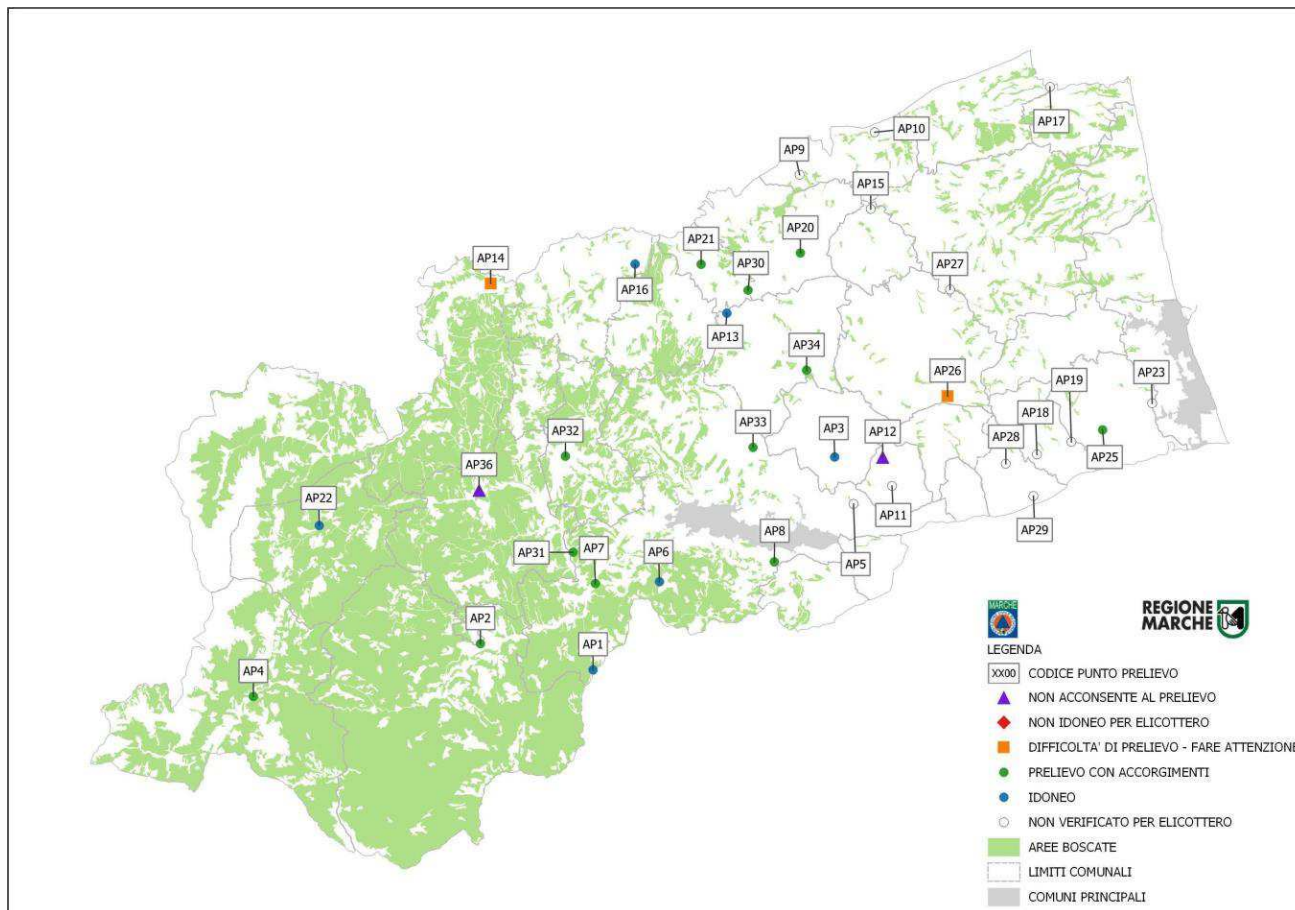 AP17
AP10
AP9
AP15
AP20
AP21
AP14
AP30
AP27
AP16
AP13
AP34
AP26
AP19
AP23
AP18
AP33
AP3
AP12
AP28
AP25
AP32
AP36
AP22
AP11
AP29
AP31
AP7
AP6
AP8
AP5
AP2
AP1
AP4
MARCHE
REGIONE
MARCHE
LEGENDA
XX00 CODICE PUNTO PRELIEVO
NON ACCONSENTE AL PRELIEVO
NON IDONEO PER ELICOTTERO
DIFFICOLTA' DI PRELIEVO - FARE ATTENZIONE
PRELIEVO CON ACCORGIMENTI
IDONEO
NON VERIFICATO PER ELICOTTERO
AREE BOSCATE
LIMITI COMUNALI
COMUNI PRINCIPALI